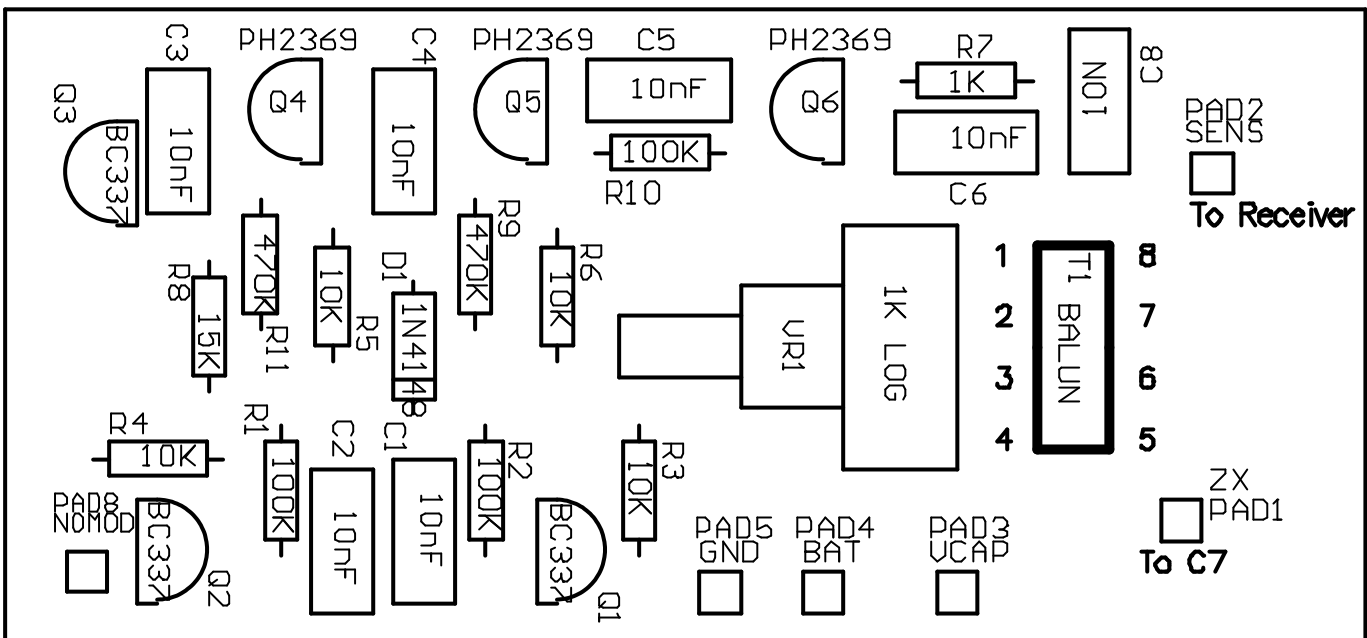 C3
PH2369
C4
PH2369
C5
PH2369
R7
C8
Q3
Q4
Q5
10nF
Q6
1K
10N
PAD2
SENS
BC337
10nF
10nF
100K
10nF
R10
C6
To Receiver
R8
470K
10K
D1
R9
470K
R6
10K
1
T1
8
15K
R11
R5
1N4148
VR1
1K LOG
2
BALUN
7
3
6
R4
R1
C2
C1
R2
R3
4
5
10K
100K
100K
10K
PAD8
NOMOD
BC337
10nF
10nF
BC337
PAD5
GND
PAD4
BAT
PAD3
VCAP
ZX
PAD1
To C7
Q2
Q1